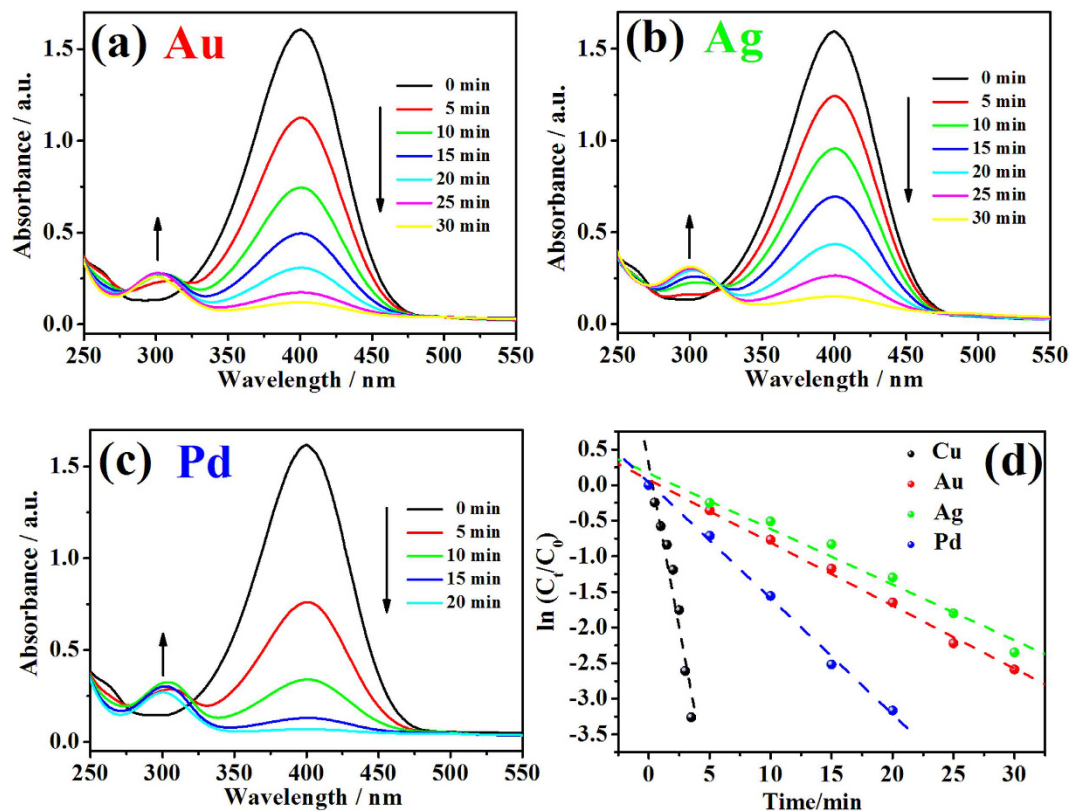 (a) Au
0 min
5 min
10 min
15 min
20 min
25 min
30 min
Absorbance / a.u.
1.5
1.0
0.5
0.0
250 300 350 400 450 500 550
Wavelength / nm
(b) Ag
0 min
5 min
10 min
15 min
20 min
25 min
30 min
Absorbance / a.u.
1.5
1.0
0.5
0.0
250 300 350 400 450 500 550
Wavelength / nm
(c) Pd
0 min
5 min
10 min
15 min
20 min
Absorbance / a.u.
1.5
1.0
0.5
0.0
250 300 350 400 450 500 550
Wavelength / nm
(d)
Cu
Au
Ag
Pd
ln (Ct/C0)
0.5
0.0
-0.5
-1.0
-1.5
-2.0
-2.5
-3.0
-3.5
0 5 10 15 20 25 30
Time/min